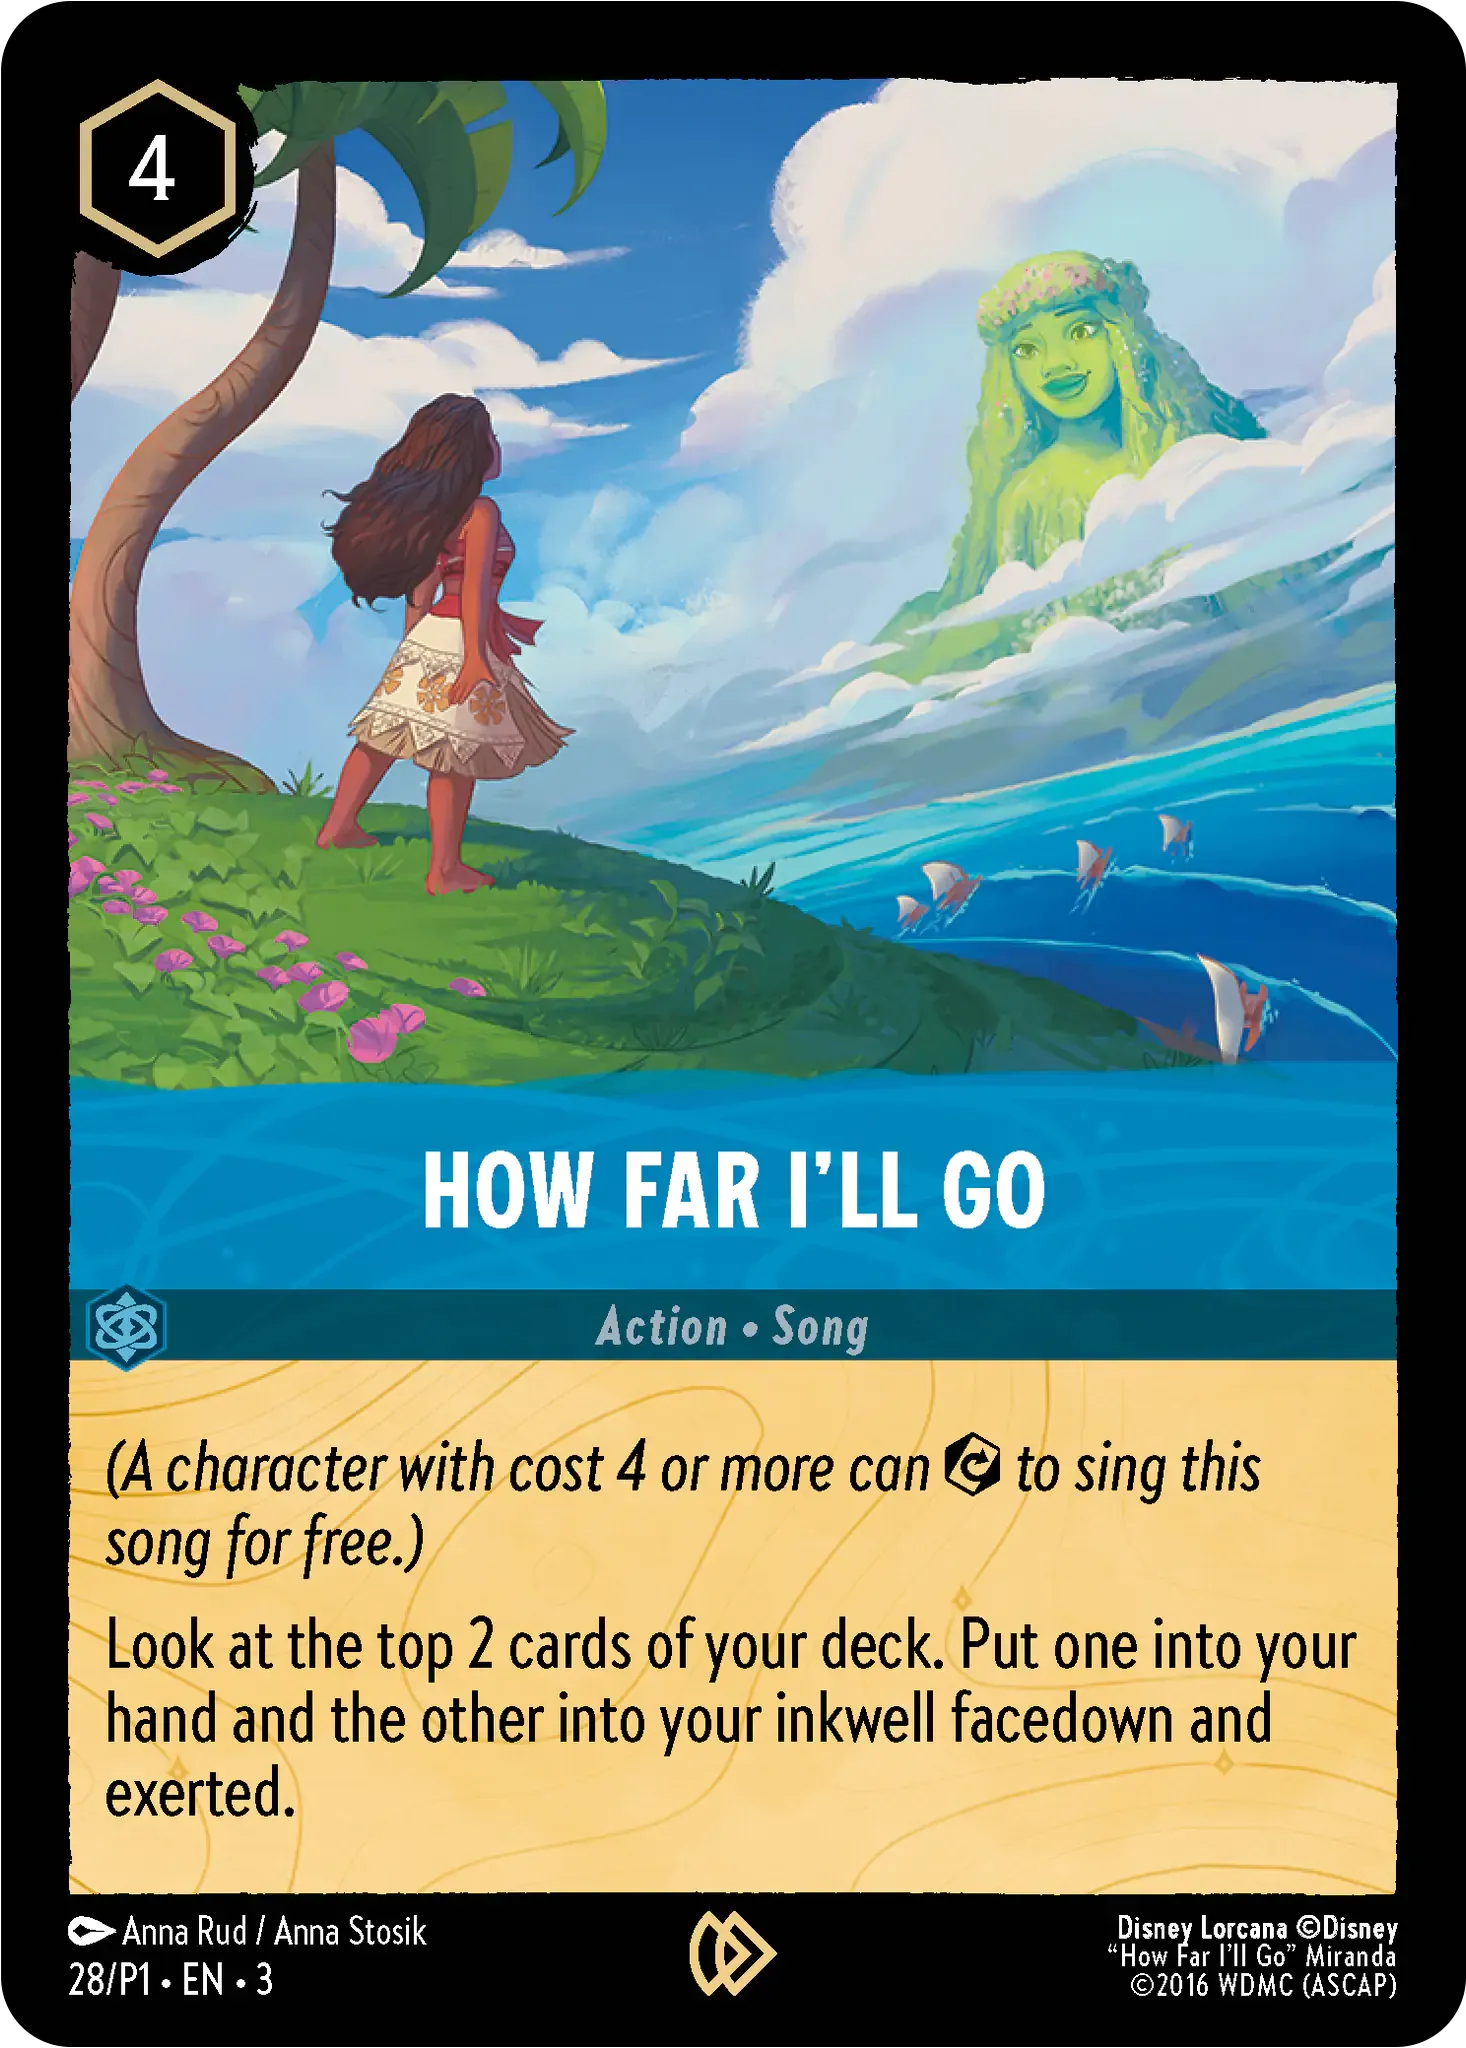 4
HOW FAR I’LL GO
Action • Song
(A character with cost 4 or more can to sing this
song for free.)
Look at the top 2 cards of your deck. Put one into your
hand and the other into your inkwell facedown and
exerted.
Anna Rud / Anna Stosik
28/P1 • EN • 3
Disney Lorcana ©Disney
“How Far I’ll Go” Miranda
©2016 WDMC (ASCAP)